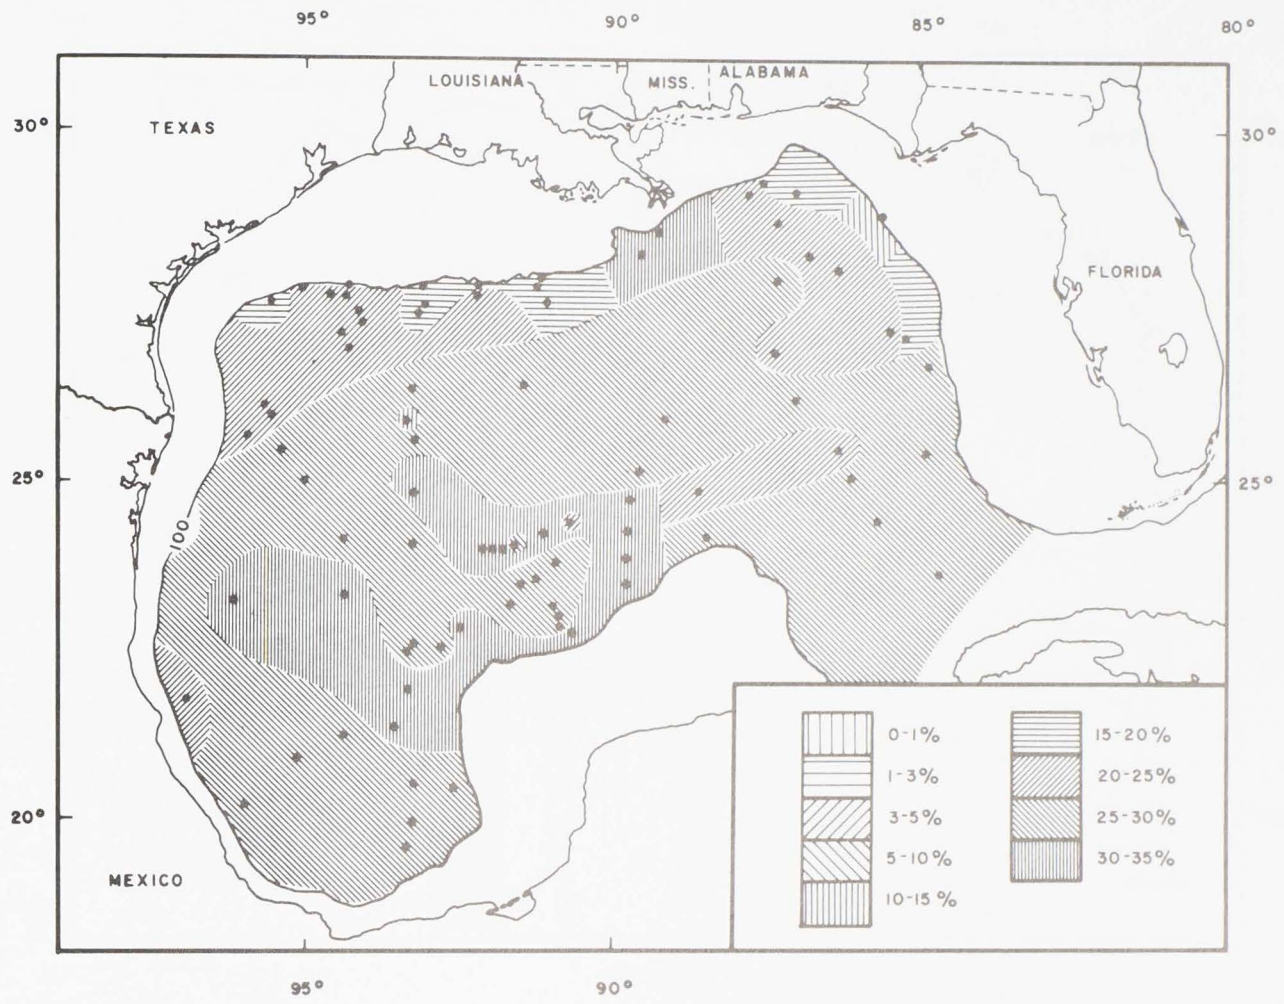 95° 90° 85° 80°
LOUISIANA MISS. ALABAMA
30° TEXAS 30°
FLORIDA
25° 25°
100
0-1% 15-20%
1-3% 20-25%
3-5% 25-30%
5-10% 30-35%
10-15%
20°
MEXICO
95° 90°